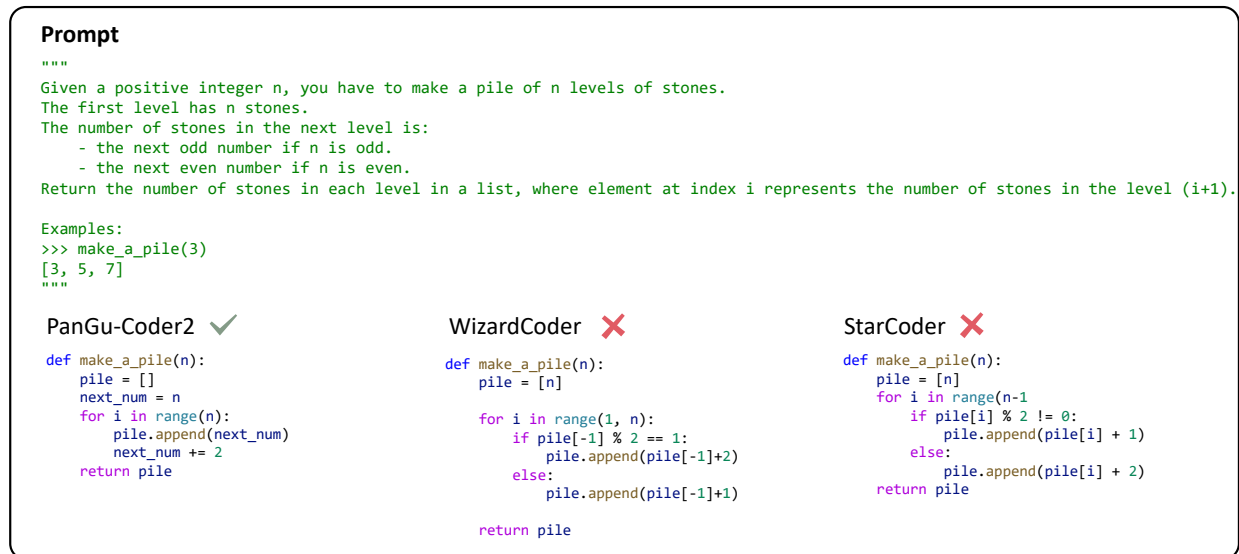 Prompt
"""
Given a positive integer n, you have to make a pile of n levels of stones.
The first level has n stones.
The number of stones in the next level is:
    - the next odd number if n is odd.
    - the next even number if n is even.
Return the number of stones in each level in a list, where element at index i represents the number of stones in the level (i+1).

Examples:
>>> make_a_pile(3)
[3, 5, 7]
"""
PanGu-Coder2
def make_a_pile(n):
    pile = []
    next_num = n
    for i in range(n):
        pile.append(next_num)
        next_num += 2
    return pile
WizardCoder
def make_a_pile(n):
    pile = [n]

    for i in range(1, n):
        if pile[-1] % 2 == 1:
            pile.append(pile[-1]+2)
        else:
            pile.append(pile[-1]+1)

    return pile
StarCoder
def make_a_pile(n):
    pile = [n]
    for i in range(n-1
        if pile[i] % 2 != 0:
            pile.append(pile[i] + 1)
        else:
            pile.append(pile[i] + 2)
    return pile